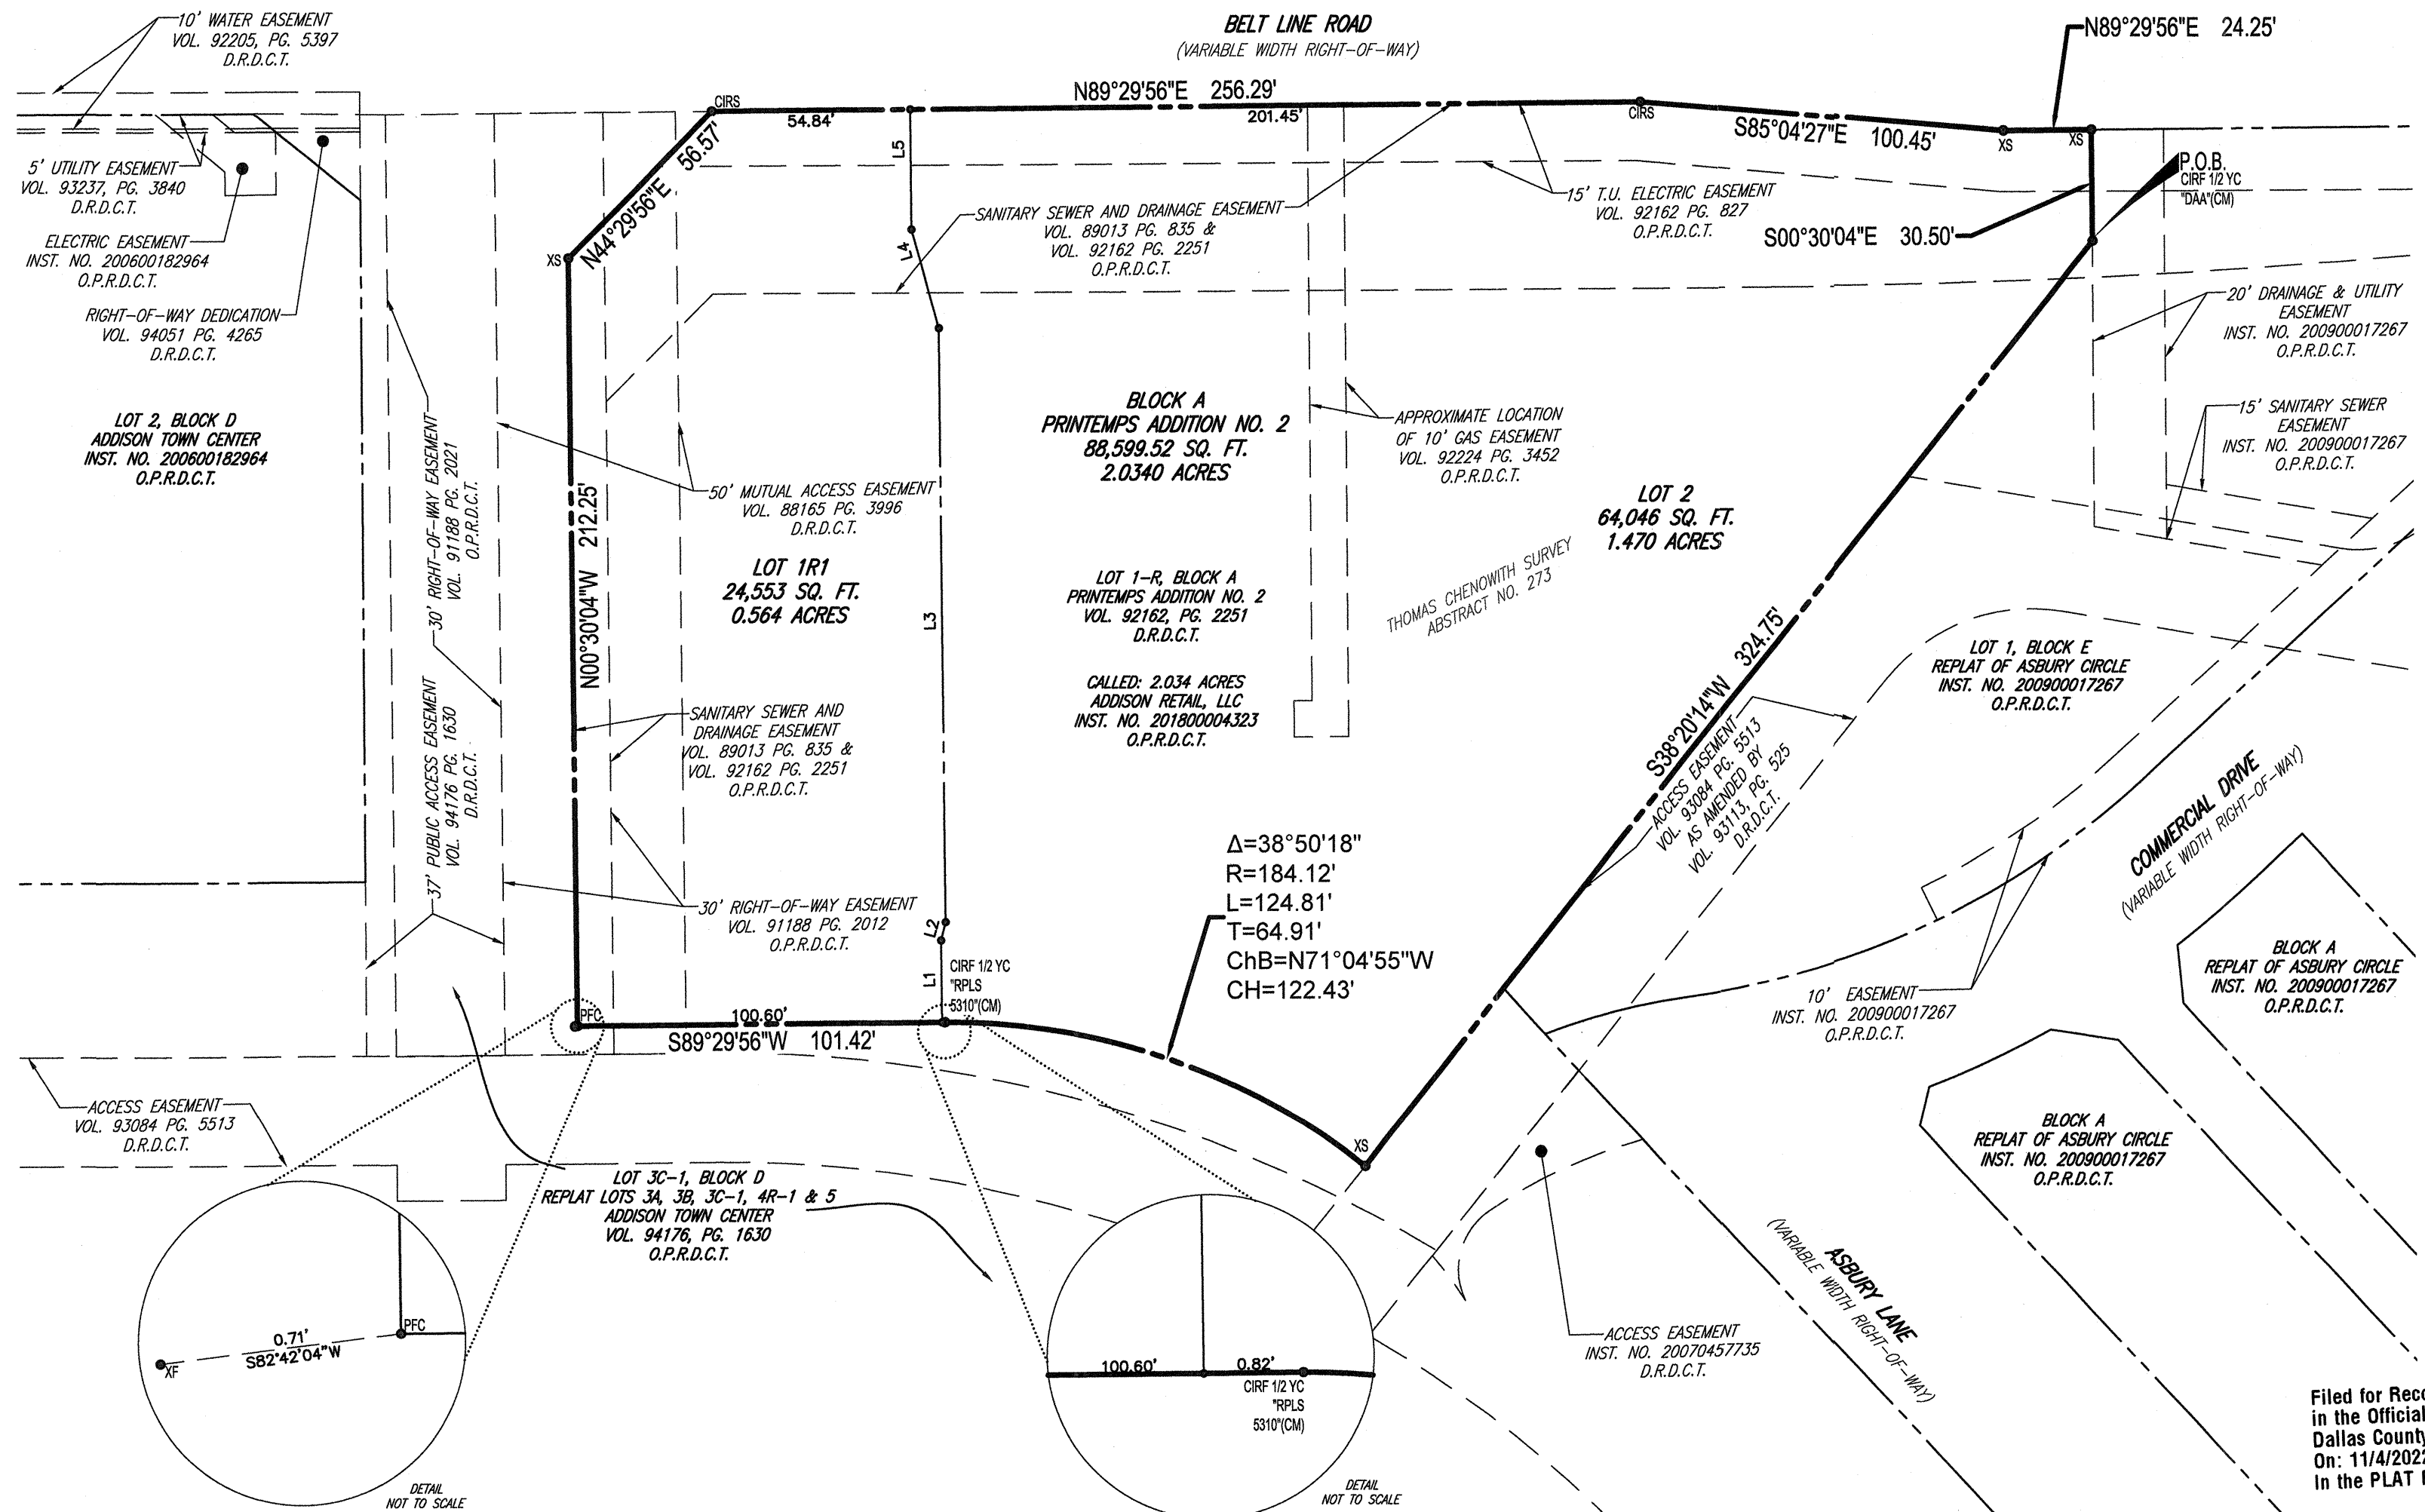 10' WATER EASEMENT
VOL. 92205, PG. 5397
D.R.D.C.T.
BELT LINE ROAD
(VARIABLE WIDTH RIGHT-OF-WAY)
N89°29'56"E 24.25'
N89°29'56"E 256.29'
CIRS
54.84'
201.45'
CIRS
S85°04'27"E 100.45'
XS
XS
P.O.B.
CIRF 1/2 YC
"DAA"(CM)
S00°30'04"E 30.50'
5' UTILITY EASEMENT
VOL. 93237, PG. 3840
D.R.D.C.T.
ELECTRIC EASEMENT
INST. NO. 200600182964
O.P.R.D.C.T.
RIGHT-OF-WAY DEDICATION
VOL. 94051 PG. 4265
D.R.D.C.T.
LOT 2, BLOCK D
ADDISON TOWN CENTER
INST. NO. 200600182964
O.P.R.D.C.T.
XS
N44°29'56"E 56.57'
L5
L4
SANITARY SEWER AND DRAINAGE EASEMENT
VOL. 89013 PG. 835 &
VOL. 92162 PG. 2251
O.P.R.D.C.T.
15' T.U. ELECTRIC EASEMENT
VOL. 92162 PG. 827
O.P.R.D.C.T.
20' DRAINAGE & UTILITY
EASEMENT
INST. NO. 200900017267
O.P.R.D.C.T.
15' SANITARY SEWER
EASEMENT
INST. NO. 200900017267
O.P.R.D.C.T.
30' RIGHT-OF-WAY EASEMENT
VOL. 91188 PG. 2021
O.P.R.D.C.T.
50' MUTUAL ACCESS EASEMENT
VOL. 88165 PG. 3996
D.R.D.C.T.
BLOCK A
PRINTEMPS ADDITION NO. 2
88,599.52 SQ. FT.
2.0340 ACRES
APPROXIMATE LOCATION
OF 10' GAS EASEMENT
VOL. 92224 PG. 3452
O.P.R.D.C.T.
LOT 2
64,046 SQ. FT.
1.470 ACRES
N00°30'04"W 212.25'
LOT 1R1
24,553 SQ. FT.
0.564 ACRES
L3
LOT 1-R, BLOCK A
PRINTEMPS ADDITION NO. 2
VOL. 92162, PG. 2251
D.R.D.C.T.
CALLED: 2.034 ACRES
ADDISON RETAIL, LLC
INST. NO. 201800004323
O.P.R.D.C.T.
THOMAS CHENOWITH SURVEY
ABSTRACT NO. 273
LOT 1, BLOCK E
REPLAT OF ASBURY CIRCLE
INST. NO. 200900017267
O.P.R.D.C.T.
37' PUBLIC ACCESS EASEMENT
VOL. 94176 PG. 1630
D.R.D.C.T.
SANITARY SEWER AND
DRAINAGE EASEMENT
VOL. 89013 PG. 835 &
VOL. 92162 PG. 2251
O.P.R.D.C.T.
S38°20'14"W 324.75'
ACCESS EASEMENT
VOL. 93084 PG. 5513
AS AMENDED BY
VOL. 93113, PG. 525
D.R.D.C.T.
COMMERCIAL DRIVE
(VARIABLE WIDTH RIGHT-OF-WAY)
30' RIGHT-OF-WAY EASEMENT
VOL. 91188 PG. 2012
O.P.R.D.C.T.
L2
L1
CIRF 1/2 YC
"RPLS
5310"(CM)
Δ=38°50'18"
R=184.12'
L=124.81'
T=64.91'
ChB=N71°04'55"W
CH=122.43'
BLOCK A
REPLAT OF ASBURY CIRCLE
INST. NO. 200900017267
O.P.R.D.C.T.
10' EASEMENT
INST. NO. 200900017267
O.P.R.D.C.T.
PFC
100.60'
S89°29'56"W 101.42'
XS
ACCESS EASEMENT
VOL. 93084 PG. 5513
D.R.D.C.T.
LOT 3C-1, BLOCK D
REPLAT LOTS 3A, 3B, 3C-1, 4R-1 & 5
ADDISON TOWN CENTER
VOL. 94176, PG. 1630
O.P.R.D.C.T.
BLOCK A
REPLAT OF ASBURY CIRCLE
INST. NO. 200900017267
O.P.R.D.C.T.
ASBURY LANE
(VARIABLE WIDTH RIGHT-OF-WAY)
ACCESS EASEMENT
INST. NO. 20070457735
D.R.D.C.T.
PFC
0.71'
S82°42'04"W
XF
DETAIL
NOT TO SCALE
100.60'
0.82'
CIRF 1/2 YC
"RPLS
5310"(CM)
DETAIL
NOT TO SCALE
Filed for Reco
in the Official
Dallas County
On: 11/4/2022
In the PLAT